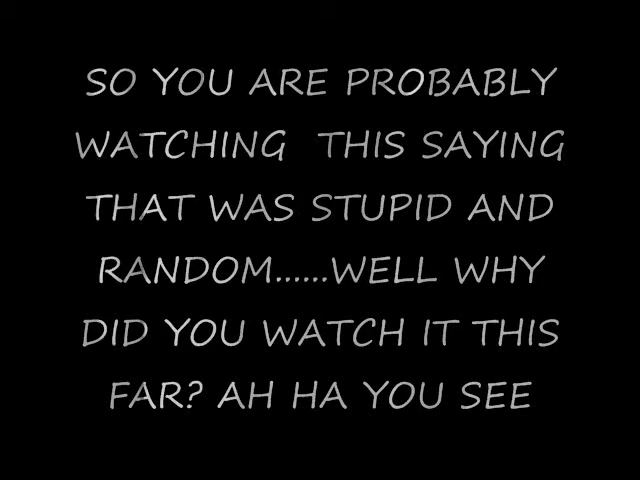 SO YOU ARE PROBABLY
WATCHING THIS SAYING
THAT WAS STUPID AND
RANDOM......WELL WHY
DID YOU WATCH IT THIS
FAR? AH HA YOU SEE